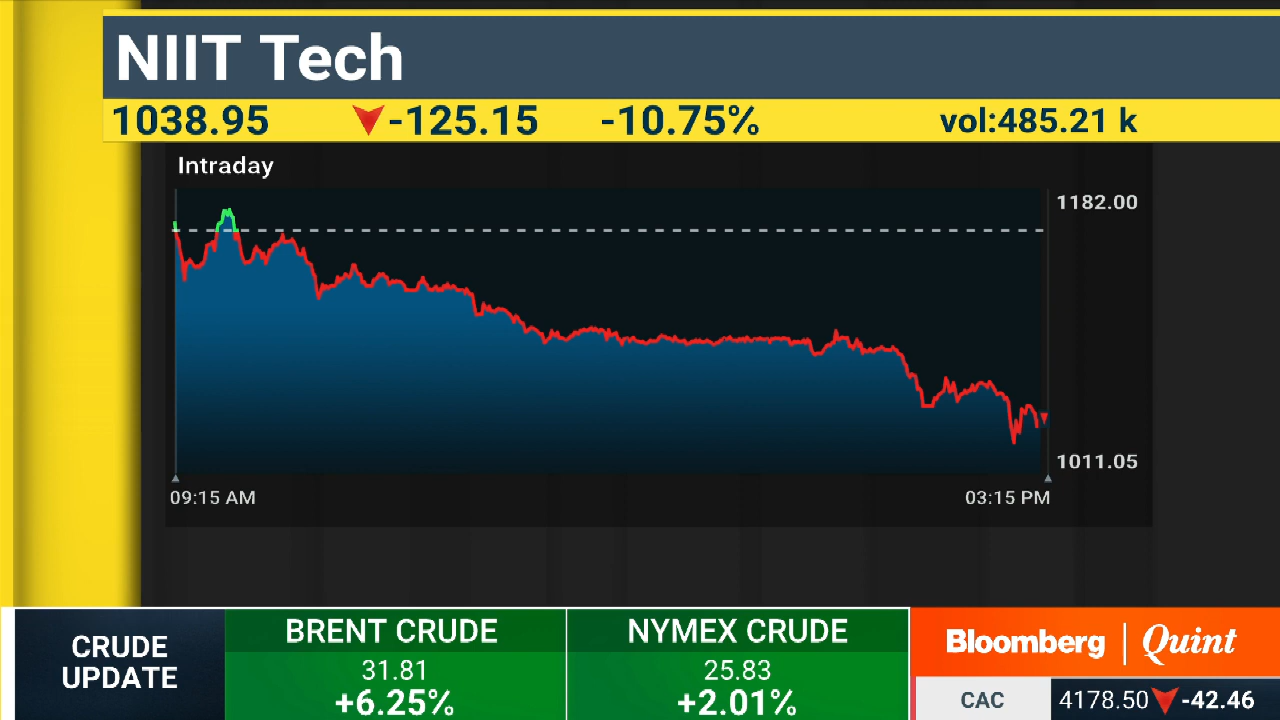 NIIT Tech
1038.95 -125.15 -10.75% vol:485.21 k
Intraday
1182.00
1011.05
09:15 AM 03:15 PM
CRUDE UPDATE
BRENT CRUDE
31.81
+6.25%
NYMEX CRUDE
25.83
+2.01%
Bloomberg | Quint
CAC 4178.50 -42.46